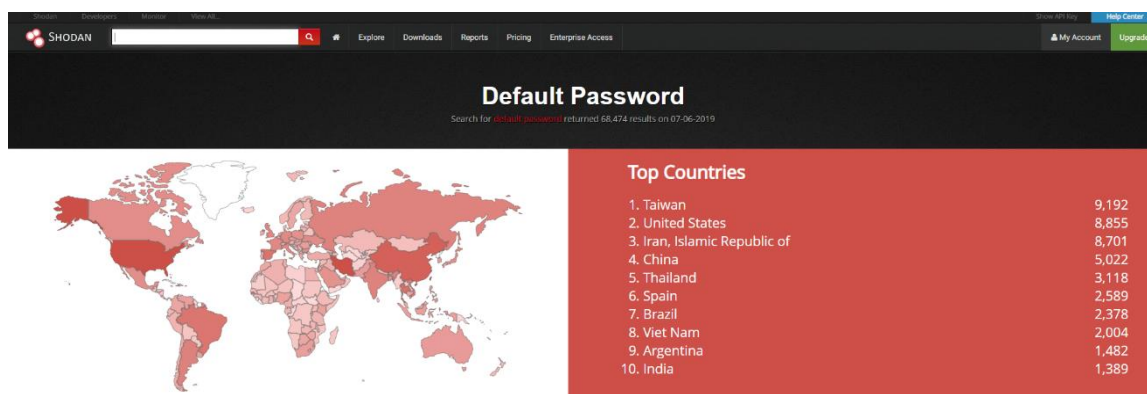 Shodan Developers Monitor View All...
Show API Key Help Center
SHODAN Explore Downloads Reports Pricing Enterprise Access My Account Upgrade
Default Password
Search for default password returned 68,474 results on 07-06-2019
Top Countries
1. Taiwan 9,192
2. United States 8,855
3. Iran, Islamic Republic of 8,701
4. China 5,022
5. Thailand 3,118
6. Spain 2,589
7. Brazil 2,378
8. Viet Nam 2,004
9. Argentina 1,482
10. India 1,389